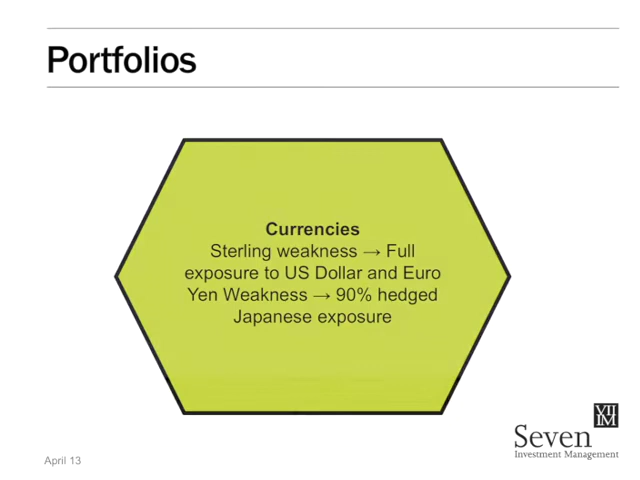 Portfolios
Currencies
Sterling weakness → Full
exposure to US Dollar and Euro
Yen Weakness → 90% hedged
Japanese exposure
VII
IM
Seven
Investment Management
April 13